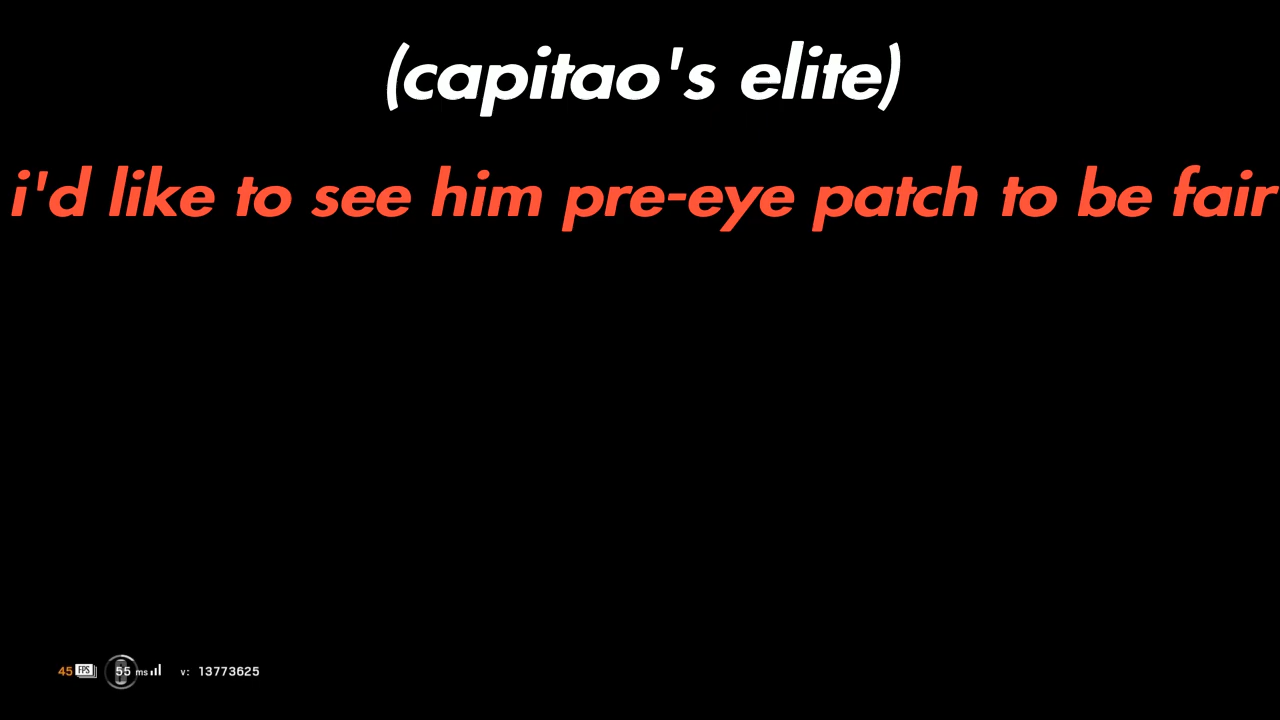 (capitao's elite)
i'd like to see him pre-eye patch to be fair
45 FPS 55 ms v: 13773625